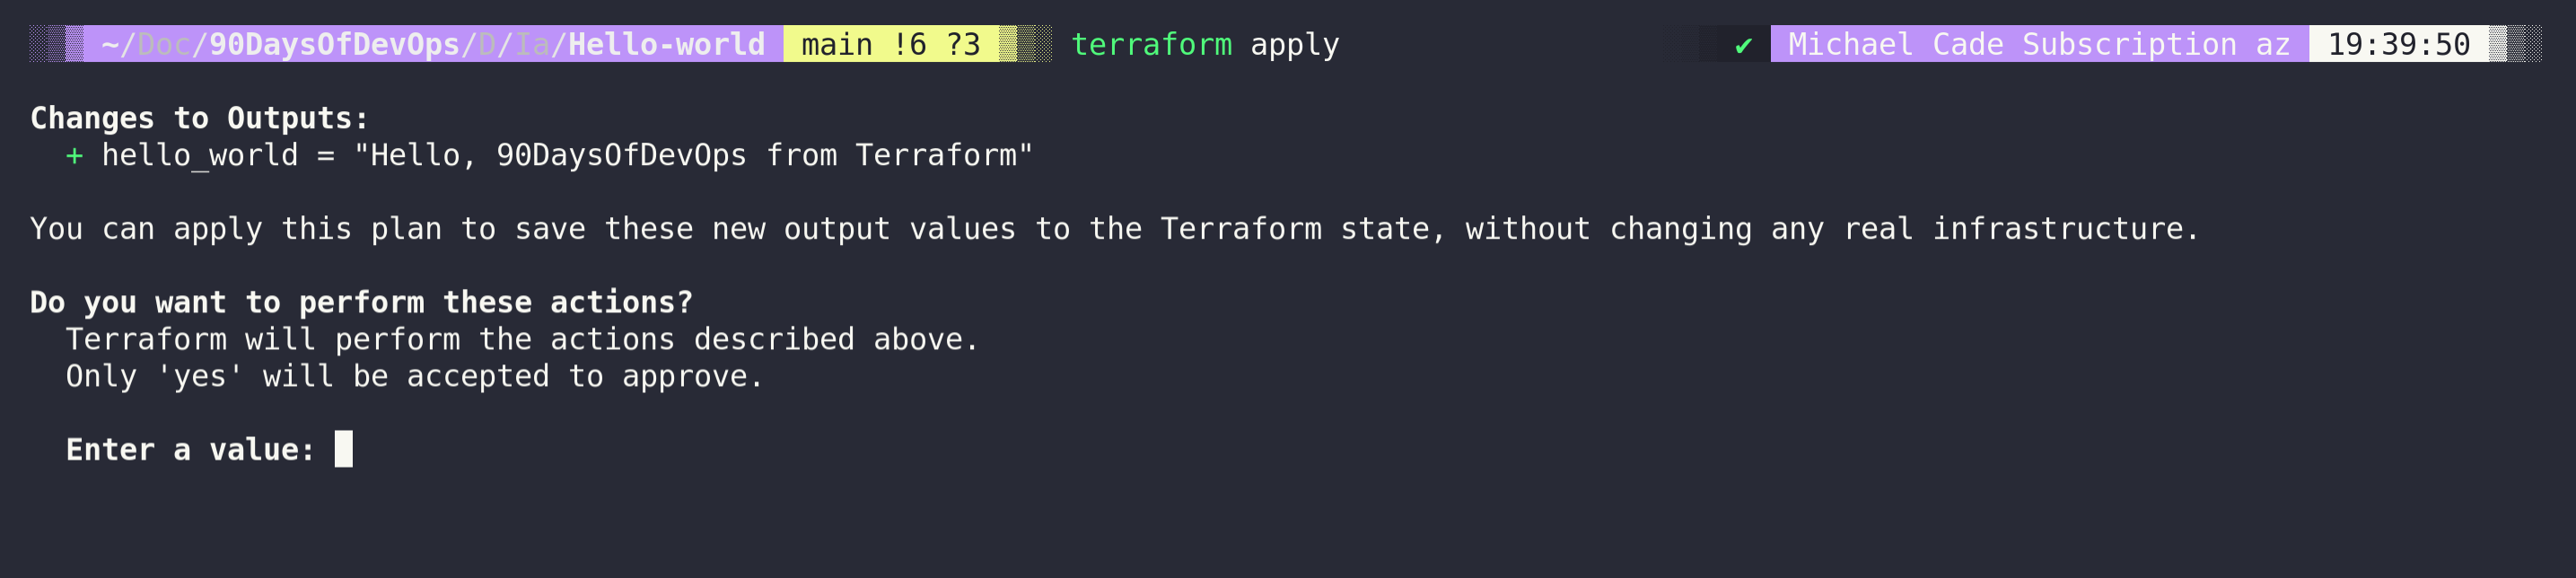 ~/Doc/90DaysOfDevOps/D/Ia/Hello-world main !6 ?3 terraform apply ✔ Michael Cade Subscription az 19:39:50
Changes to Outputs:
+ hello_world = "Hello, 90DaysOfDevOps from Terraform"
You can apply this plan to save these new output values to the Terraform state, without changing any real infrastructure.
Do you want to perform these actions?
Terraform will perform the actions described above.
Only 'yes' will be accepted to approve.
Enter a value: